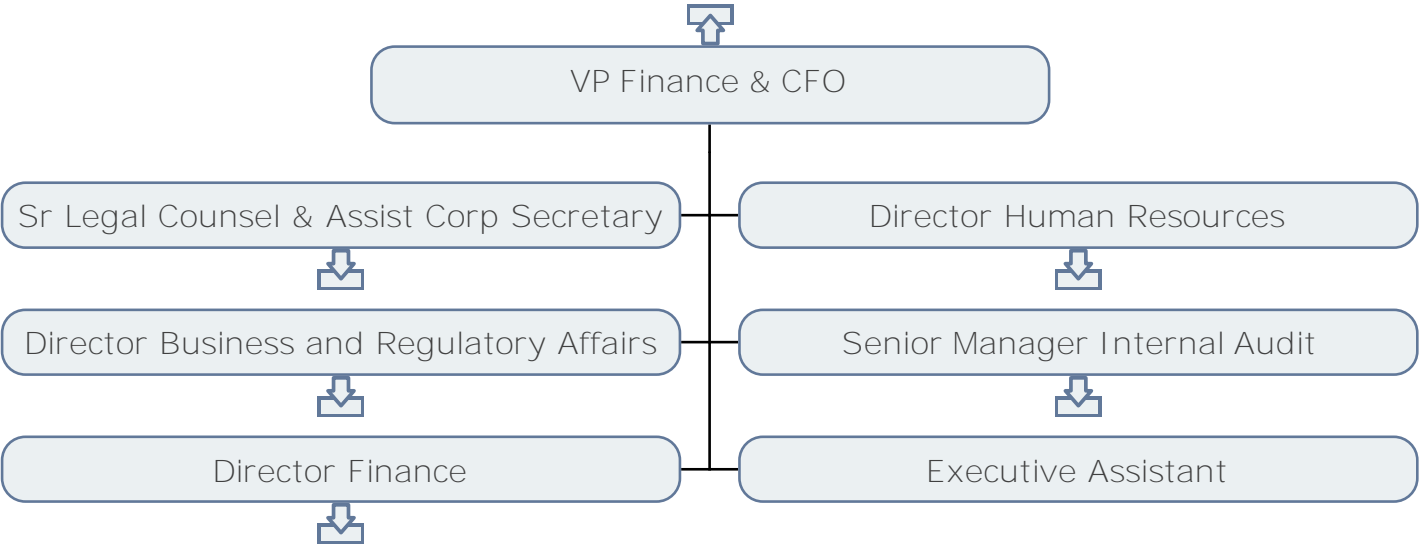 VP Finance & CFO
Sr Legal Counsel & Assist Corp Secretary
Director Human Resources
Director Business and Regulatory Affairs
Senior Manager Internal Audit
Director Finance
Executive Assistant